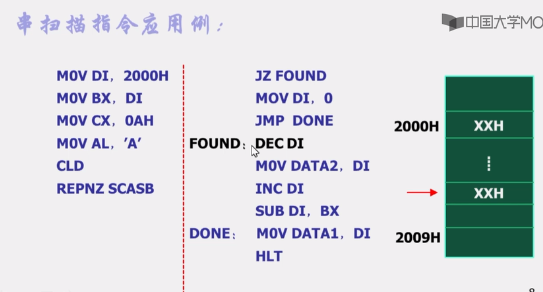 串扫描指令应用例：
中国大学MO
MOV DI，2000H
MOV BX，DI
MOV CX，0AH
MOV AL，‘A’
CLD
REPNZ SCASB
JZ FOUND
MOV DI，0
JMP DONE
FOUND：DEC DI
MOV DATA2，DI
INC DI
SUB DI，BX
DONE：MOV DATA1，DI
HLT
2000H XXH
⋮
XXH
2009H